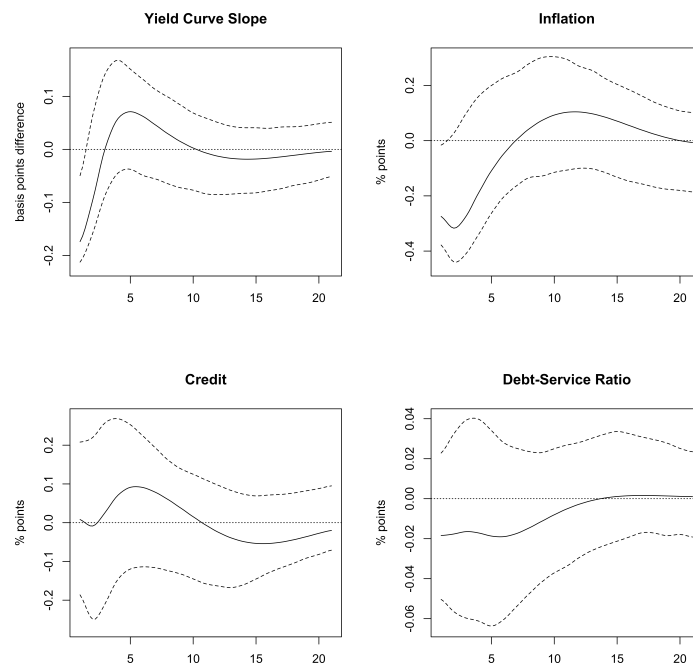 Yield Curve Slope
basis points difference
0.1
0.0
-0.1
-0.2
5 10 15 20
Inflation
% points
0.2
0.0
-0.2
-0.4
5 10 15 20
Credit
% points
0.2
0.1
0.0
-0.1
-0.2
5 10 15 20
Debt-Service Ratio
% points
0.04
0.02
0.00
-0.02
-0.04
-0.06
5 10 15 20